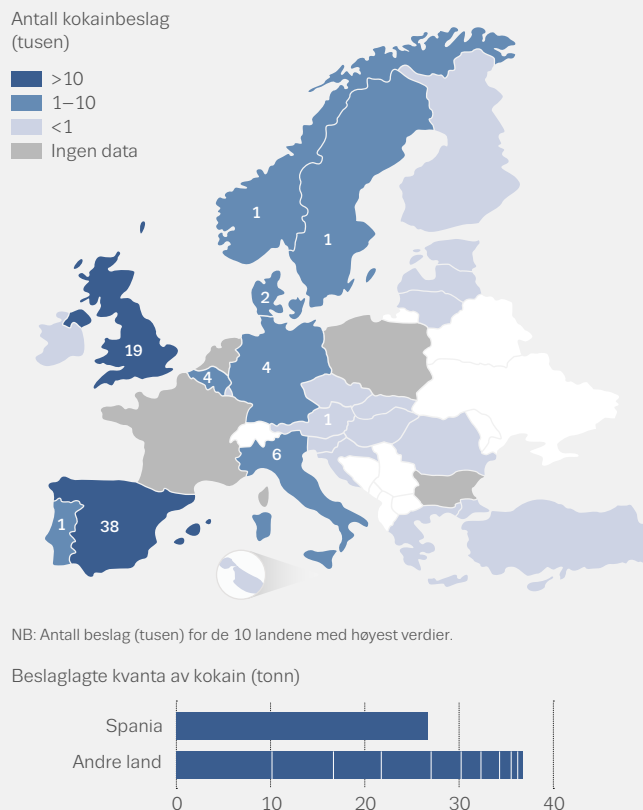 Antall kokainbeslag
(tusen)
>10
1–10
<1
Ingen data
1
1
2
19
4
4
1
6
1
38
NB: Antall beslag (tusen) for de 10 landene med høyest verdier.
Beslaglagte kvanta av kokain (tonn)
Spania
Andre land
0
10
20
30
40